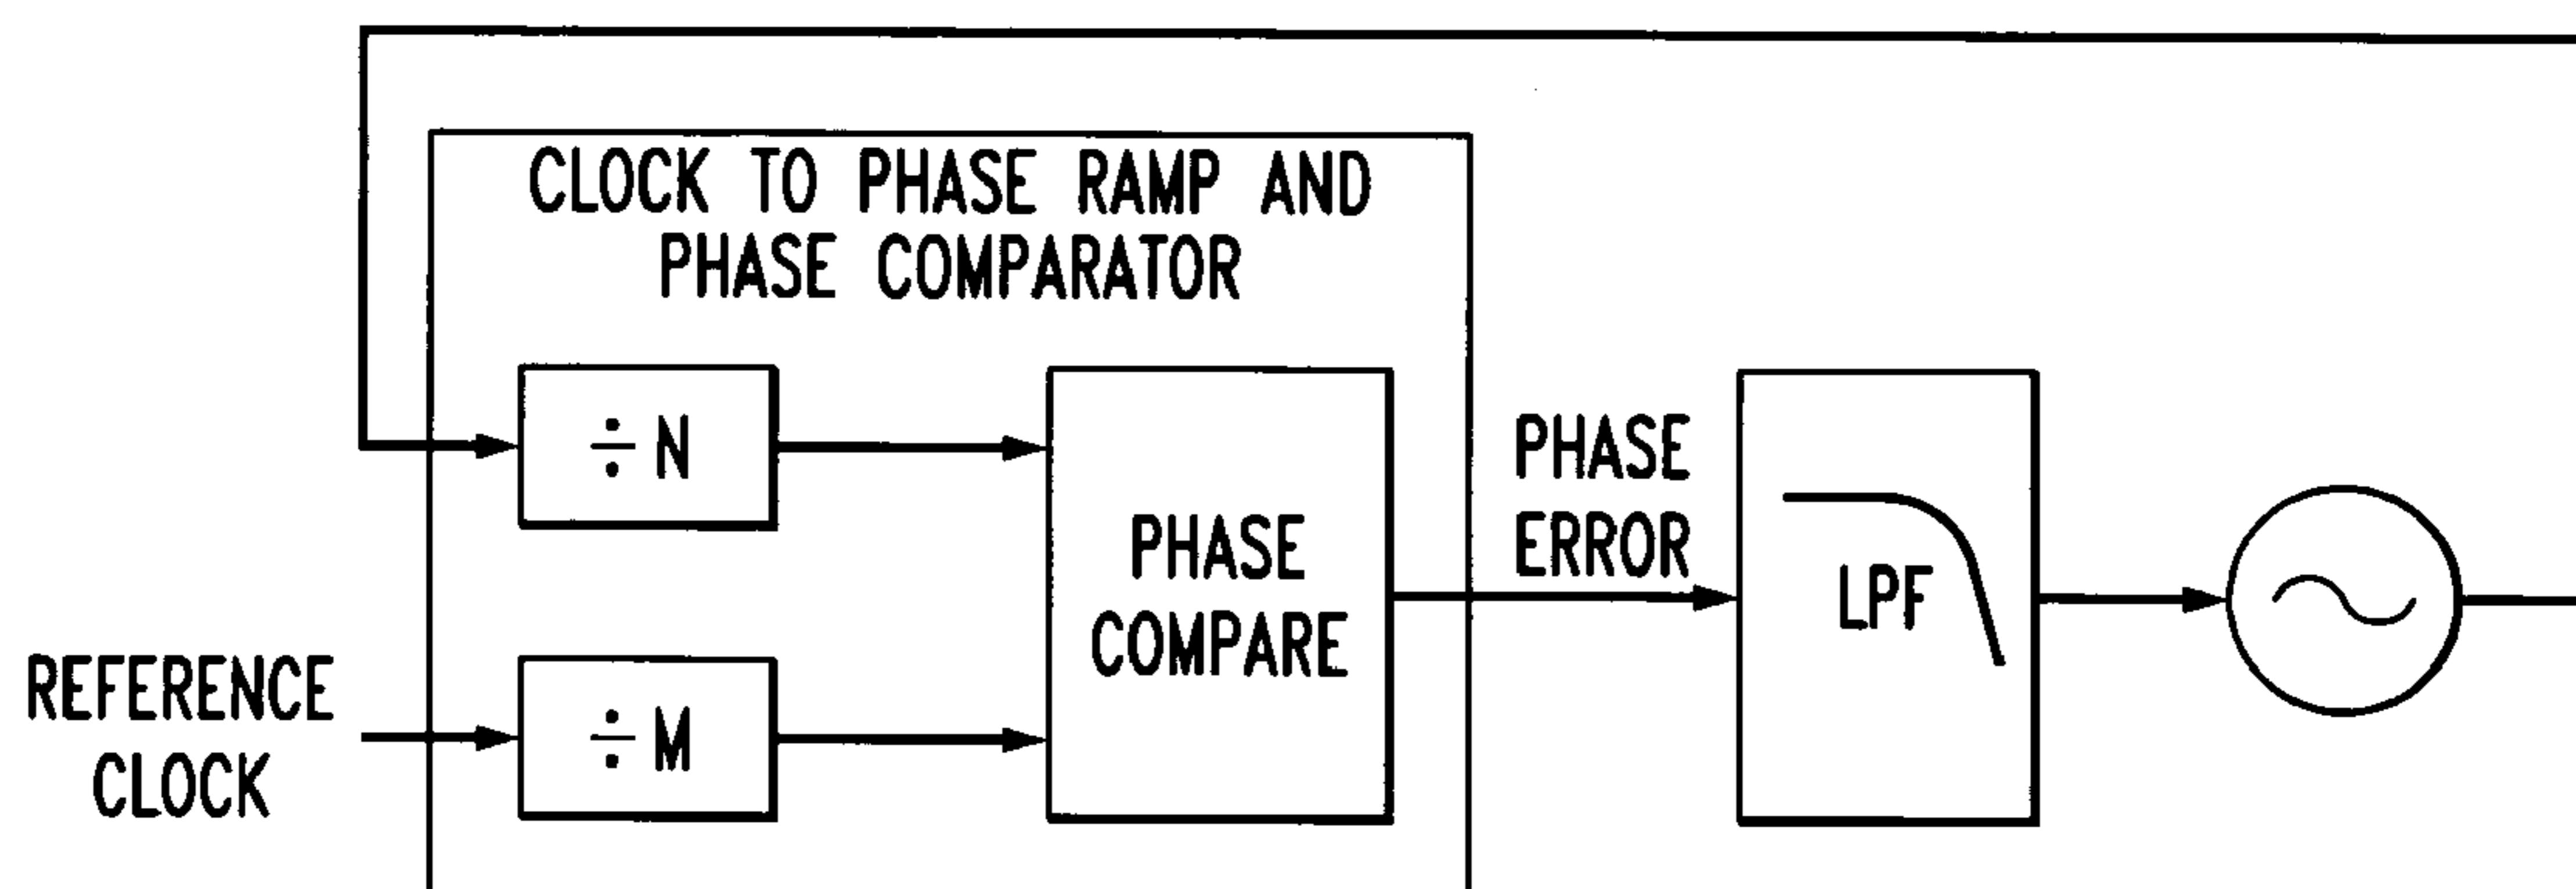 CLOCK TO PHASE RAMP AND
PHASE COMPARATOR
÷ N
PHASE
COMPARE
PHASE
ERROR
LPF
REFERENCE
CLOCK
÷ M